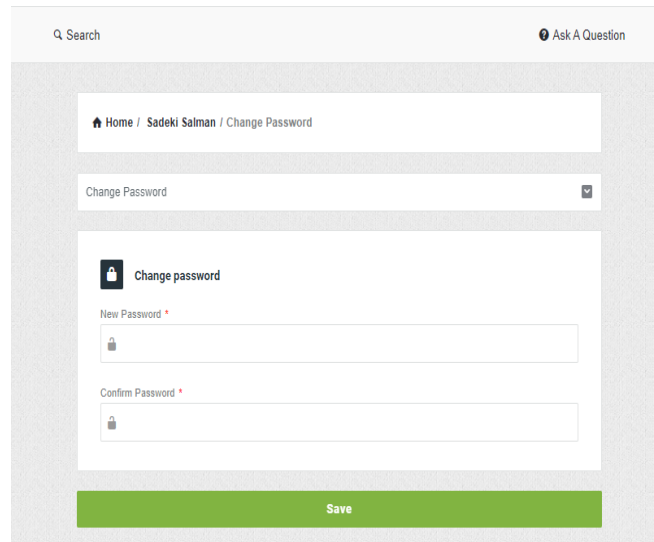 Search
Ask A Question
Home / Sadeki Salman / Change Password
Change Password
Change password
New Password *
Confirm Password *
Save